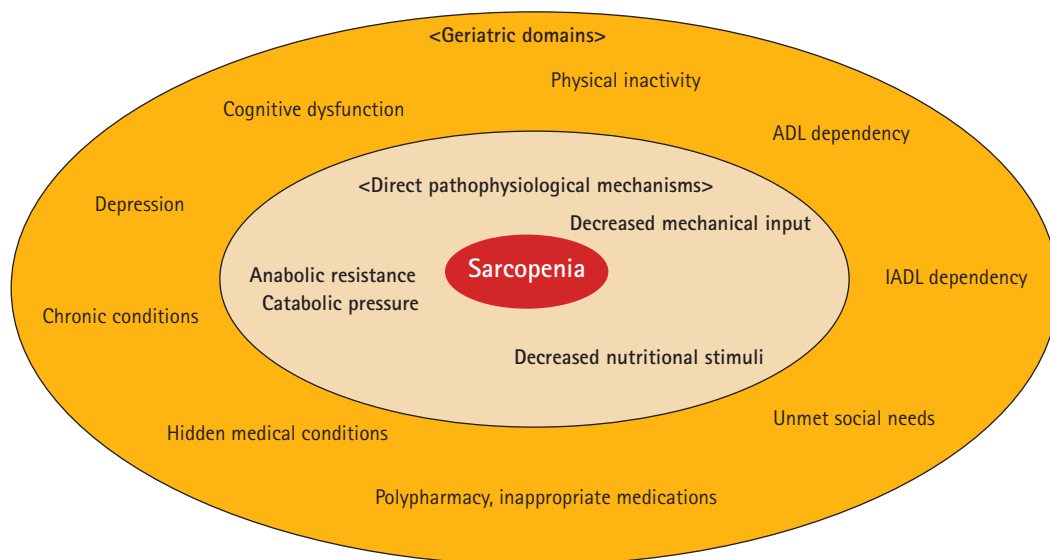 <Geriatric domains>
Physical inactivity
Cognitive dysfunction
ADL dependency
<Direct pathophysiological mechanisms>
Depression
Decreased mechanical input
Sarcopenia
Anabolic resistance
Catabolic pressure
IADL dependency
Chronic conditions
Decreased nutritional stimuli
Unmet social needs
Hidden medical conditions
Polypharmacy, inappropriate medications